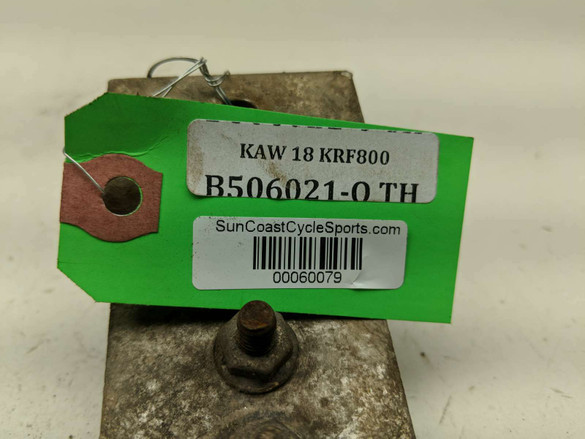 KAW 18 KRF800
B506021-O TH
SunCoastCycleSports.com
00060079